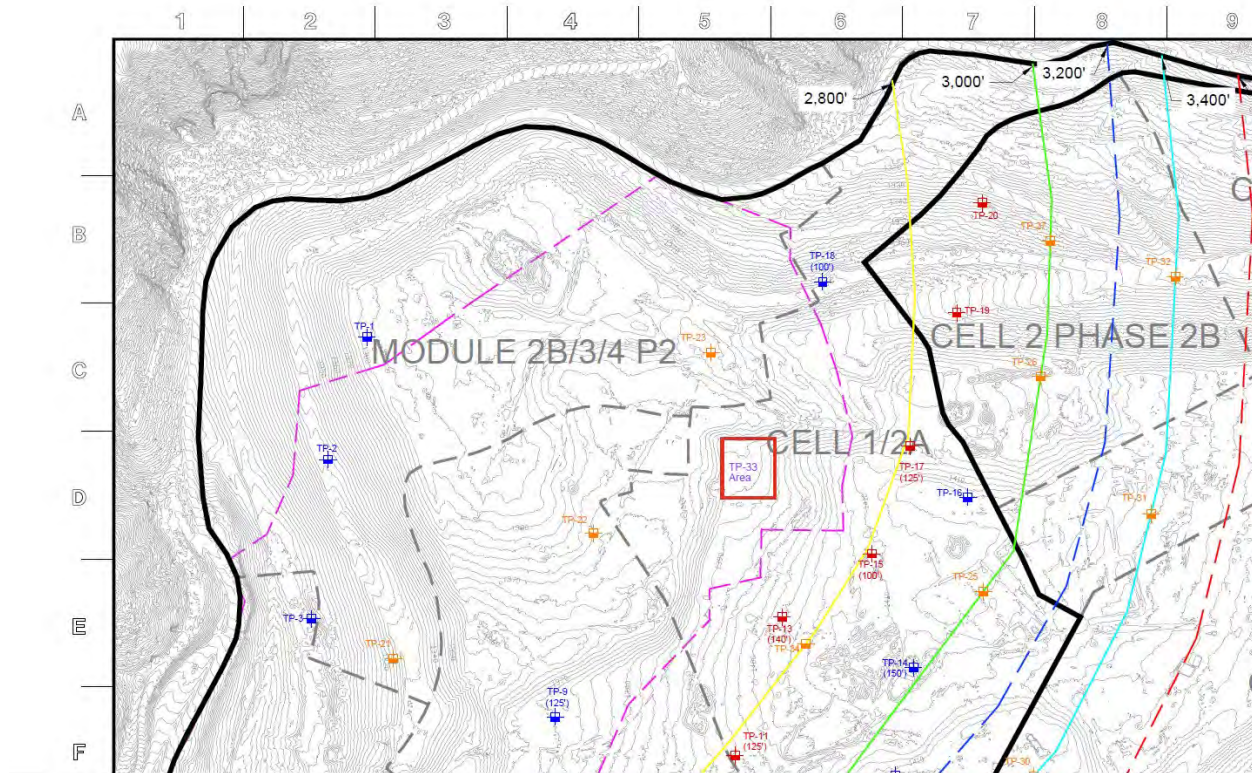 1 2 3 4 5 6 7 8 9
A
B
C
D
E
F
2,800'
3,000'
3,200'
3,400'
TP-20
TP-27
TP-32
TP-18
(100')
TP-19
TP-1
TP-23
MODULE 2B/3/4 P2
CELL 2 PHASE 2B
TP-26
CELL 1/2A
TP-2
TP-33
Area
TP-17
(125')
TP-16
TP-31
TP-22
TP-15
(100')
TP-25
TP-3
TP-13
(140')
TP-34
TP-21
TP-14
(150')
TP-9
(125')
TP-11
(125')
TP-30